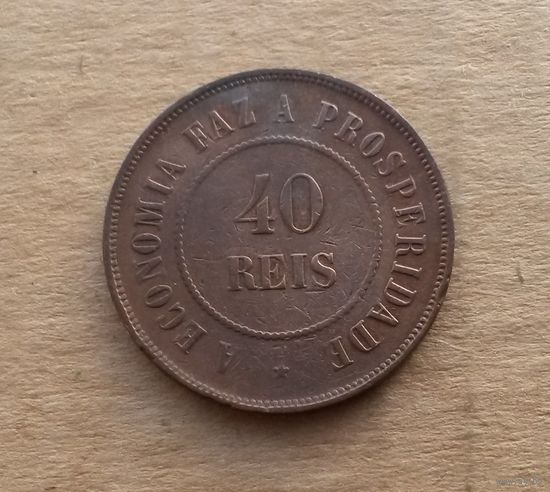 A ECONOMIA FAZ A PROSPERIDADE
40
REIS